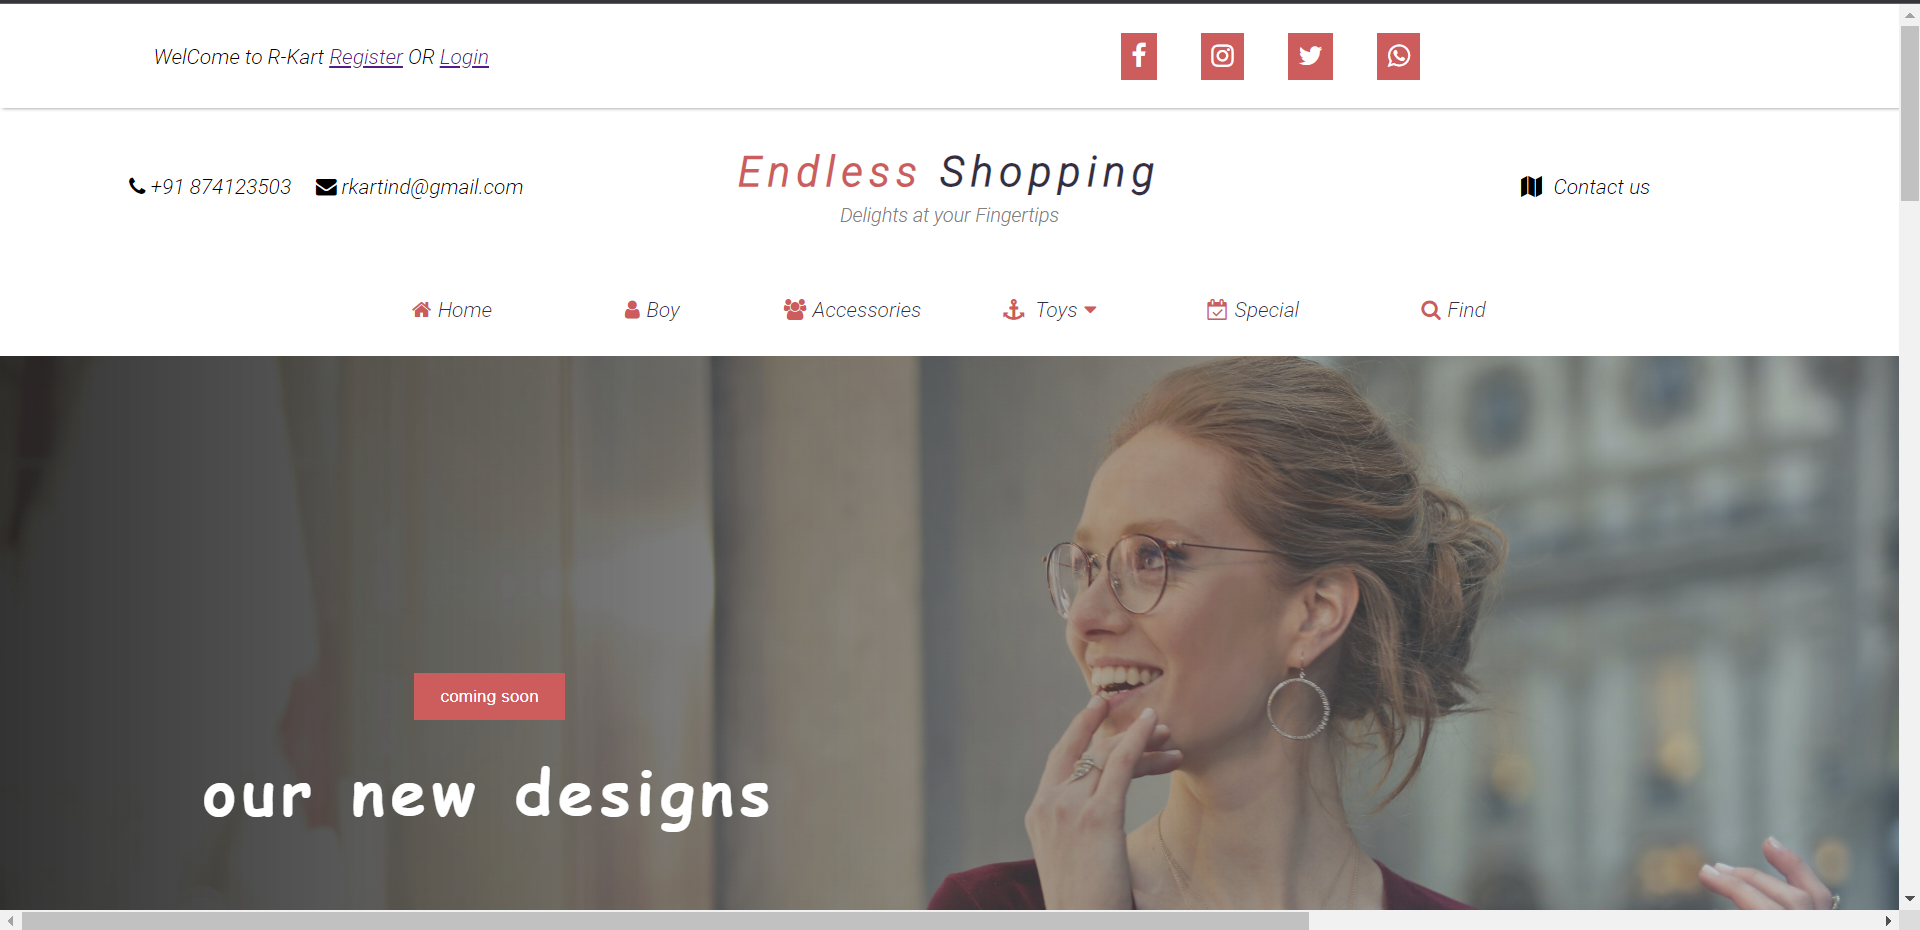 WelCome to R-Kart Register OR Login
+91 874123503 rkartind@gmail.com
Endless Shopping
Delights at your Fingertips
Contact us
Home Boy Accessories Toys Special Find
coming soon
our new designs